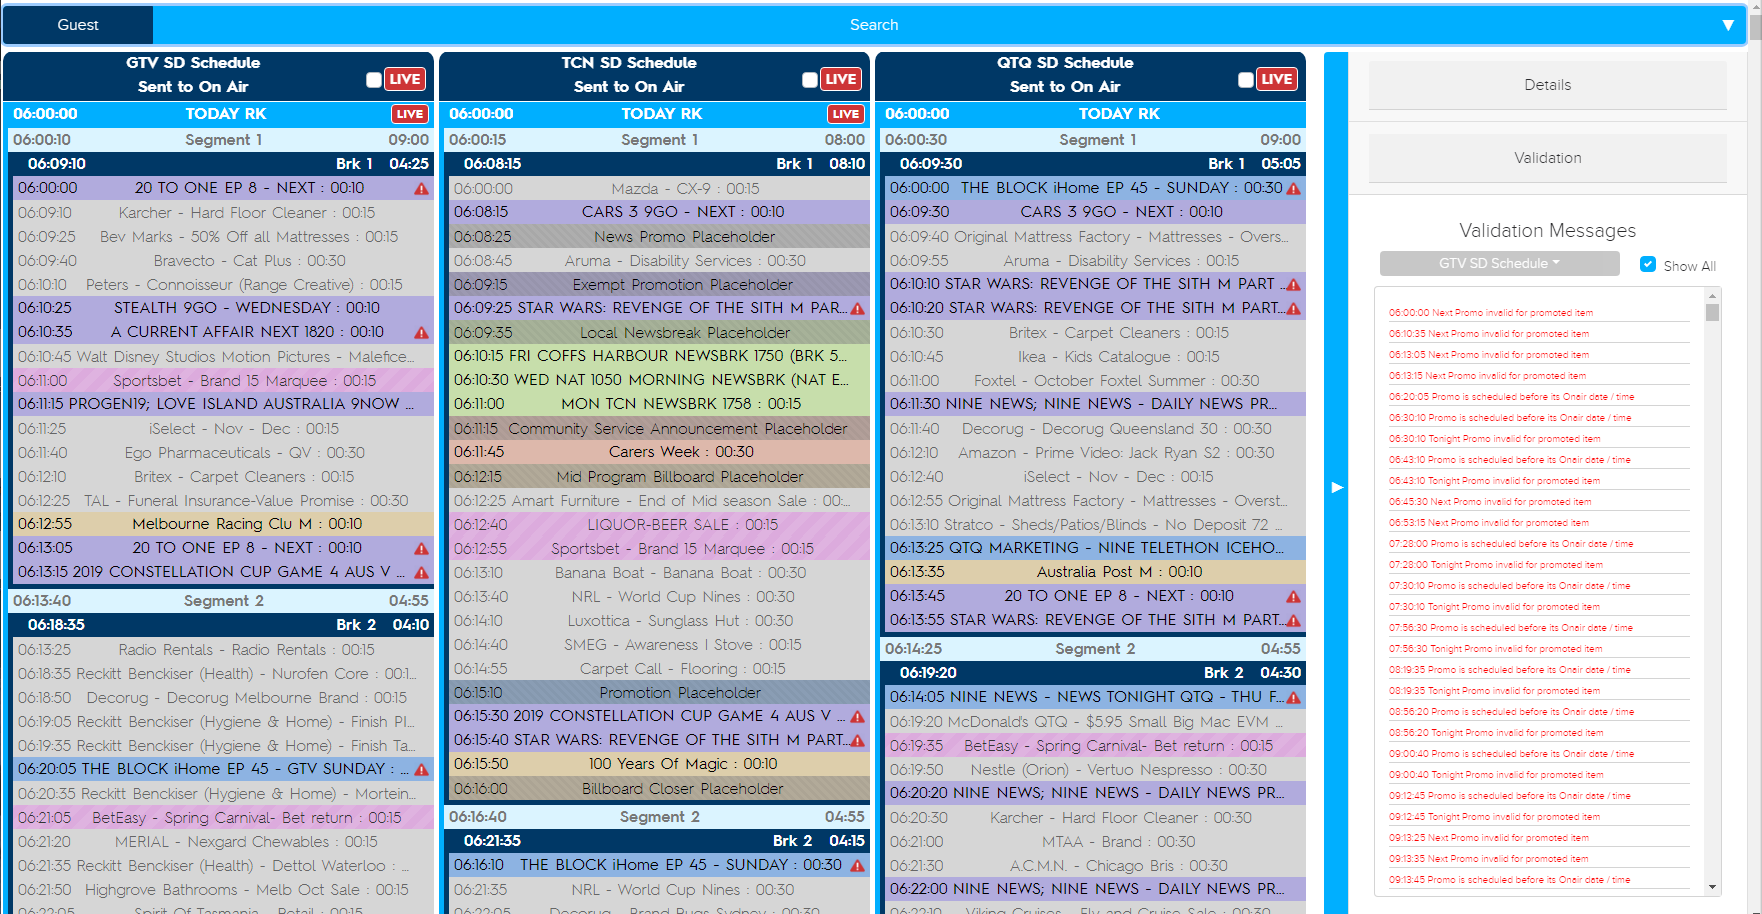 Guest
Search
GTV SD Schedule
Sent to On Air
LIVE
06:00:00 TODAY RK LIVE
06:00:10 Segment 1 09:00
06:09:10 Brk 1 04:25
06:00:00 20 TO ONE EP 8 - NEXT : 00:10
06:09:10 Karcher - Hard Floor Cleaner : 00:15
06:09:25 Bev Marks - 50% Off all Mattresses : 00:15
06:09:40 Bravecto - Cat Plus : 00:30
06:10:10 Peters - Connoisseur (Range Creative) : 00:15
06:10:25 STEALTH 9GO - WEDNESDAY : 00:10
06:10:35 A CURRENT AFFAIR NEXT 1820 : 00:10
06:10:45 Walt Disney Studios Motion Pictures - Malefice...
06:11:00 Sportsbet - Brand 15 Marquee : 00:15
06:11:15 PROGEN19; LOVE ISLAND AUSTRALIA 9NOW ...
06:11:25 iSelect - Nov - Dec : 00:15
06:11:40 Ego Pharmaceuticals - QV : 00:30
06:12:10 Britex - Carpet Cleaners : 00:15
06:12:25 TAL - Funeral Insurance-Value Promise : 00:30
06:12:55 Melbourne Racing Clu M : 00:10
06:13:05 20 TO ONE EP 8 - NEXT : 00:10
06:13:15 2019 CONSTELLATION CUP GAME 4 AUS V ...
06:13:40 Segment 2 04:55
06:18:35 Brk 2 04:10
06:13:25 Radio Rentals - Radio Rentals : 00:15
06:18:35 Reckitt Benckiser (Health) - Nurofen Core : 00:1...
06:18:50 Decorug - Decorug Melbourne Brand : 00:15
06:19:05 Reckitt Benckiser (Hygiene & Home) - Finish Pl...
06:19:35 Reckitt Benckiser (Hygiene & Home) - Finish Ta...
06:20:05 THE BLOCK iHome EP 45 - GTV SUNDAY : ...
06:20:35 Reckitt Benckiser (Hygiene & Home) - Mortein...
06:21:05 BetEasy - Spring Carnival- Bet return : 00:15
06:21:20 MERIAL - Nexgard Chewables : 00:15
06:21:35 Reckitt Benckiser (Health) - Dettol Waterloo : ...
06:21:50 Highgrove Bathrooms - Melb Oct Sale : 00:15
06:22:05 Spirit Of Tasmania - Retail : 00:15
TCN SD Schedule
Sent to On Air
LIVE
06:00:00 TODAY RK LIVE
06:00:15 Segment 1 08:00
06:08:15 Brk 1 08:10
06:00:00 Mazda - CX-9 : 00:15
06:08:15 CARS 3 9GO - NEXT : 00:10
06:08:25 News Promo Placeholder
06:08:45 Aruma - Disability Services : 00:30
06:09:15 Exempt Promotion Placeholder
06:09:25 STAR WARS: REVENGE OF THE SITH M PAR...
06:09:35 Local Newsbreak Placeholder
06:10:15 FRI COFFS HARBOUR NEWSBRK 1750 (BRK 5...
06:10:30 WED NAT 1050 MORNING NEWSBRK (NAT E...
06:11:00 MON TCN NEWSBRK 1758 : 00:15
06:11:15 Community Service Announcement Placeholder
06:11:45 Carers Week : 00:30
06:12:15 Mid Program Billboard Placeholder
06:12:25 Amart Furniture - End of Mid season Sale : 00:...
06:12:40 LIQUOR-BEER SALE : 00:15
06:12:55 Sportsbet - Brand 15 Marquee : 00:15
06:13:10 Banana Boat - Banana Boat : 00:30
06:13:40 NRL - World Cup Nines : 00:30
06:14:10 Luxottica - Sunglass Hut : 00:30
06:14:40 SMEG - Awareness | Stove : 00:15
06:14:55 Carpet Call - Flooring : 00:15
06:15:10 Promotion Placeholder
06:15:30 2019 CONSTELLATION CUP GAME 4 AUS V ...
06:15:40 STAR WARS: REVENGE OF THE SITH M PART...
06:15:50 100 Years Of Magic : 00:10
06:16:00 Billboard Closer Placeholder
06:16:40 Segment 2 04:55
06:21:35 Brk 2 04:15
06:16:10 THE BLOCK iHome EP 45 - SUNDAY : 00:30
06:21:35 NRL - World Cup Nines : 00:30
06:22:05 Decorug - Brand Rugs Sydney : 00:30
QTQ SD Schedule
Sent to On Air
LIVE
06:00:00 TODAY RK
06:00:30 Segment 1 09:00
06:09:30 Brk 1 05:05
06:00:00 THE BLOCK iHome EP 45 - SUNDAY : 00:30
06:09:30 CARS 3 9GO - NEXT : 00:10
06:09:40 Original Mattress Factory - Mattresses - Overs...
06:09:55 Britex - Carpet Cleaners : 00:15
06:10:10 STAR WARS: REVENGE OF THE SITH M PART ...
06:10:20 STAR WARS: REVENGE OF THE SITH M PART...
06:10:30 Britex - Carpet Cleaners : 00:15
06:10:45 Ikea - Kids Catalogue : 00:15
06:11:00 Foxtel - October Foxtel Summer : 00:30
06:11:30 NINE NEWS; NINE NEWS - DAILY NEWS PR...
06:11:40 Decorug - Decorug Queensland 30 : 00:30
06:12:10 Amazon - Prime Video: Jack Ryan S2 : 00:30
06:12:40 iSelect - Nov - Dec : 00:15
06:12:55 Original Mattress Factory - Mattresses - Overst...
06:13:10 Stratco - Sheds/Patios/Blinds - No Deposit 72 ...
06:13:25 QTQ MARKETING - NINE TELETHON ICEHO...
06:13:35 Australia Post M : 00:10
06:13:45 20 TO ONE EP 8 - NEXT : 00:10
06:13:55 STAR WARS: REVENGE OF THE SITH M PART...
06:14:25 Segment 2 04:55
06:19:20 Brk 2 04:30
06:14:05 NINE NEWS - NEWS TONIGHT QTQ - THU F...
06:19:20 McDonald's QTQ - $5.95 Small Big Mac EVM ...
06:19:35 BetEasy - Spring Carnival- Bet return : 00:15
06:19:50 Nestle (Orion) - Vertuo Nespresso : 00:30
06:20:20 NINE NEWS; NINE NEWS - DAILY NEWS PR...
06:20:30 Karcher - Hard Floor Cleaner : 00:30
06:21:00 MTAA - Brand : 00:30
06:21:30 A.C.M.N. - Chicago Bris : 00:30
06:22:00 NINE NEWS; NINE NEWS - DAILY NEWS PR...
06:22:10 Viking Cruises - Fly and Cruise Sale : 00:30
Details
Validation
Validation Messages
GTV SD Schedule
Show All
06:00:00 Next Promo invalid for promoted item
06:10:35 Next Promo invalid for promoted item
06:13:05 Next Promo invalid for promoted item
06:13:15 Next Promo invalid for promoted item
06:20:05 Promo is scheduled before its Onair date / time
06:30:10 Promo is scheduled before its Onair date / time
06:30:10 Tonight Promo invalid for promoted item
06:43:10 Promo is scheduled before its Onair date / time
06:43:10 Tonight Promo invalid for promoted item
06:45:30 Next Promo invalid for promoted item
06:53:15 Next Promo invalid for promoted item
07:28:00 Promo is scheduled before its Onair date / time
07:28:00 Tonight Promo invalid for promoted item
07:30:10 Promo is scheduled before its Onair date / time
07:30:10 Tonight Promo invalid for promoted item
07:56:30 Promo is scheduled before its Onair date / time
07:56:30 Tonight Promo invalid for promoted item
08:19:35 Promo is scheduled before its Onair date / time
08:19:35 Tonight Promo invalid for promoted item
08:56:20 Promo is scheduled before its Onair date / time
08:56:20 Tonight Promo invalid for promoted item
09:00:40 Promo is scheduled before its Onair date / time
09:00:40 Tonight Promo invalid for promoted item
09:12:45 Promo is scheduled before its Onair date / time
09:12:45 Tonight Promo invalid for promoted item
09:13:25 Next Promo invalid for promoted item
09:13:35 Next Promo invalid for promoted item
09:13:45 Promo is scheduled before its Onair date / time